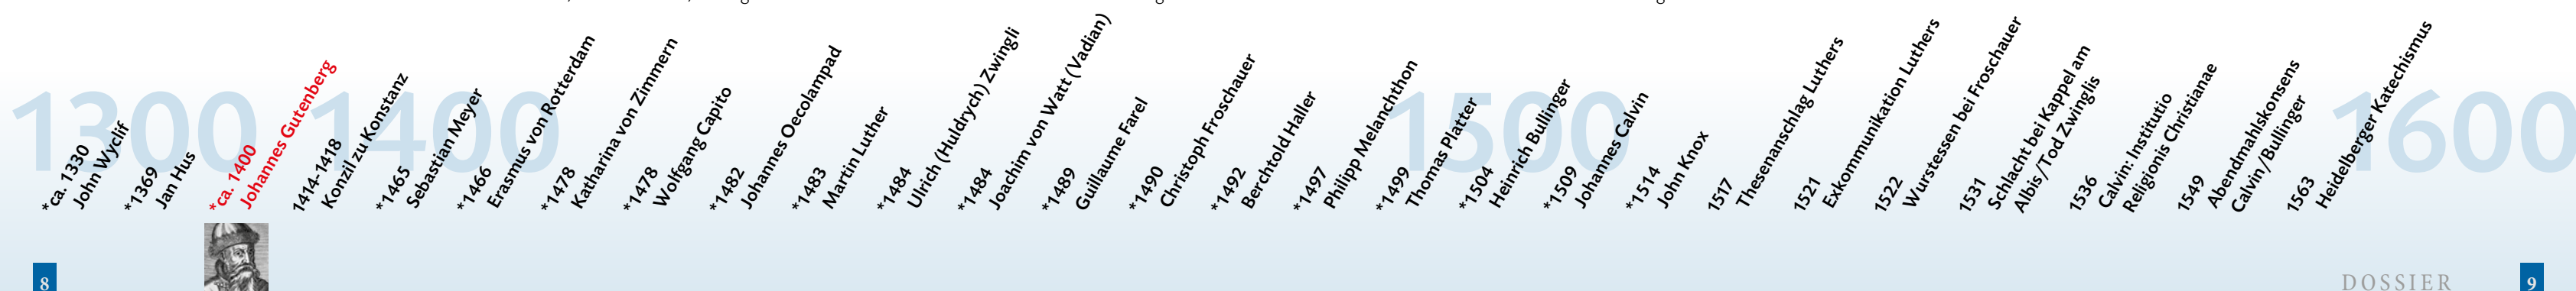 1300
1400
1500
1600
*ca. 1330
John Wyclif
*1369
Jan Hus
*ca. 1400
Johannes Gutenberg
1414-1418
Konzil zu Konstanz
*1465
Sebastian Meyer
*1466
Erasmus von Rotterdam
*1478
Katharina von Zimmern
*1478
Wolfgang Capito
*1482
Johannes Oecolampad
*1483
Martin Luther
*1484
Ulrich (Huldrych) Zwingli
*1484
Joachim von Watt (Vadian)
*1489
Guillaume Farel
*1490
Christoph Froschauer
*1492
Berchtold Haller
*1497
Philipp Melanchthon
*1499
Thomas Platter
*1504
Heinrich Bullinger
*1509
Johannes Calvin
*1514
John Knox
1517
Thesenanschlag Luthers
1521
Exkommunikation Luthers
1522
Wurstessen bei Froschauer
1531
Schlacht bei Kappel am
Albis/Tod Zwinglis
1536
Calvin: Institutio
Religionis Christianae
1549
Abendmahlskonsens
Calvin/Bullinger
1563
Heidelberger Katechismus
8
DOSSIER
9